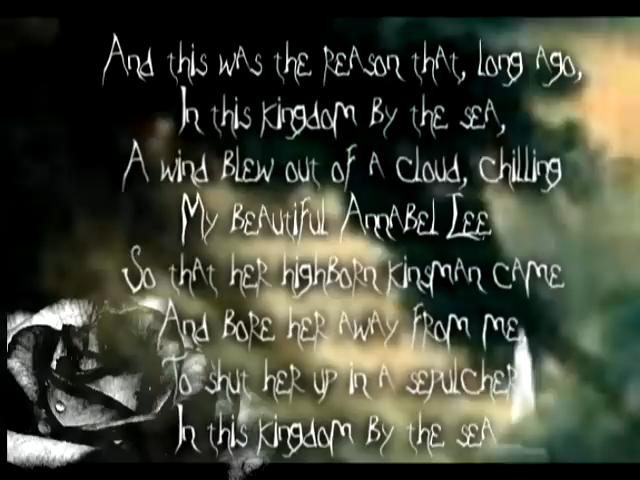 And this was the reason that, long ago,
In this kingdom by the sea,
A wind blew out of a cloud, chilling
My beautiful Annabel Lee
So that her highborn kinsman came
And bore her away from me
To shut her up in a sepulcher
In this kingdom by the sea